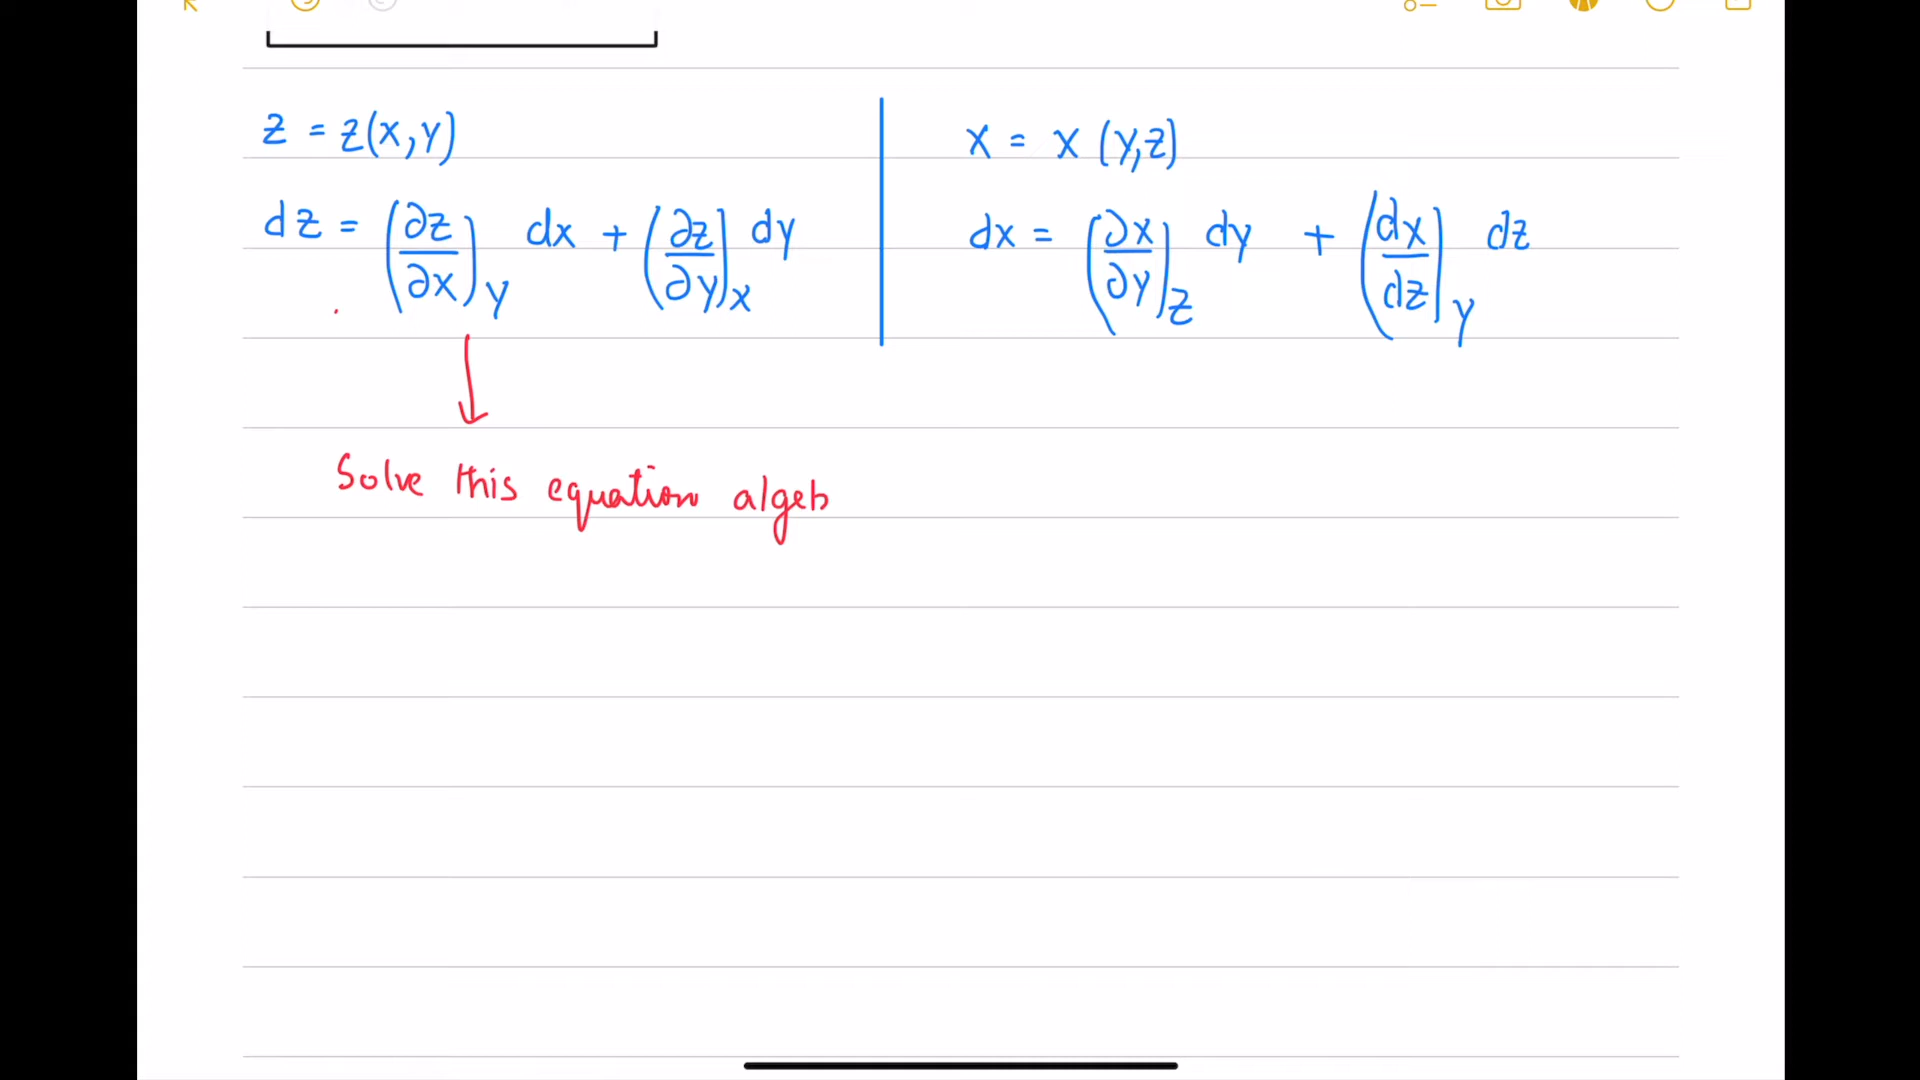 z = z(x,y)
dz = (∂z/∂x)_y dx + (∂z/∂y)_x dy
x = x (y,z)
dx = (∂x/∂y)_z dy + (dx/dz)_y dz
Solve this equation algeb